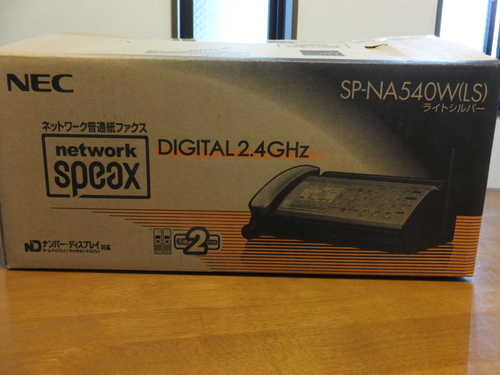 NEC
SP-NA540W(LS)
ライトシルバー
ネットワーク普通紙ファクス
network
speax
DIGITAL 2.4GHz
ND ナンバー・ディスプレイ対応
2